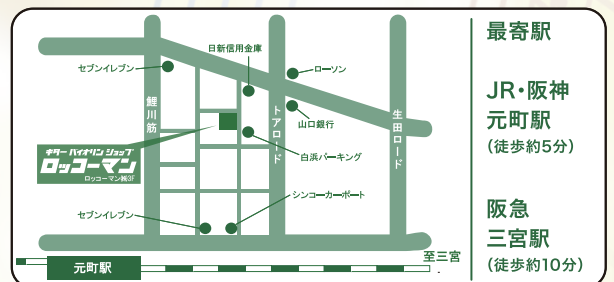 日新信用金庫
セブンイレブン
ローソン
鯉川筋
トアロード
生田ロード
山口銀行
ギター バイオリン ショップ
ロッコーマン
ロッコーマン㈱3F
白浜パーキング
シンコーカーポート
セブンイレブン
至三宮
元町駅
最寄駅
JR・阪神
元町駅
(徒歩約5分)
阪急
三宮駅
(徒歩約10分)